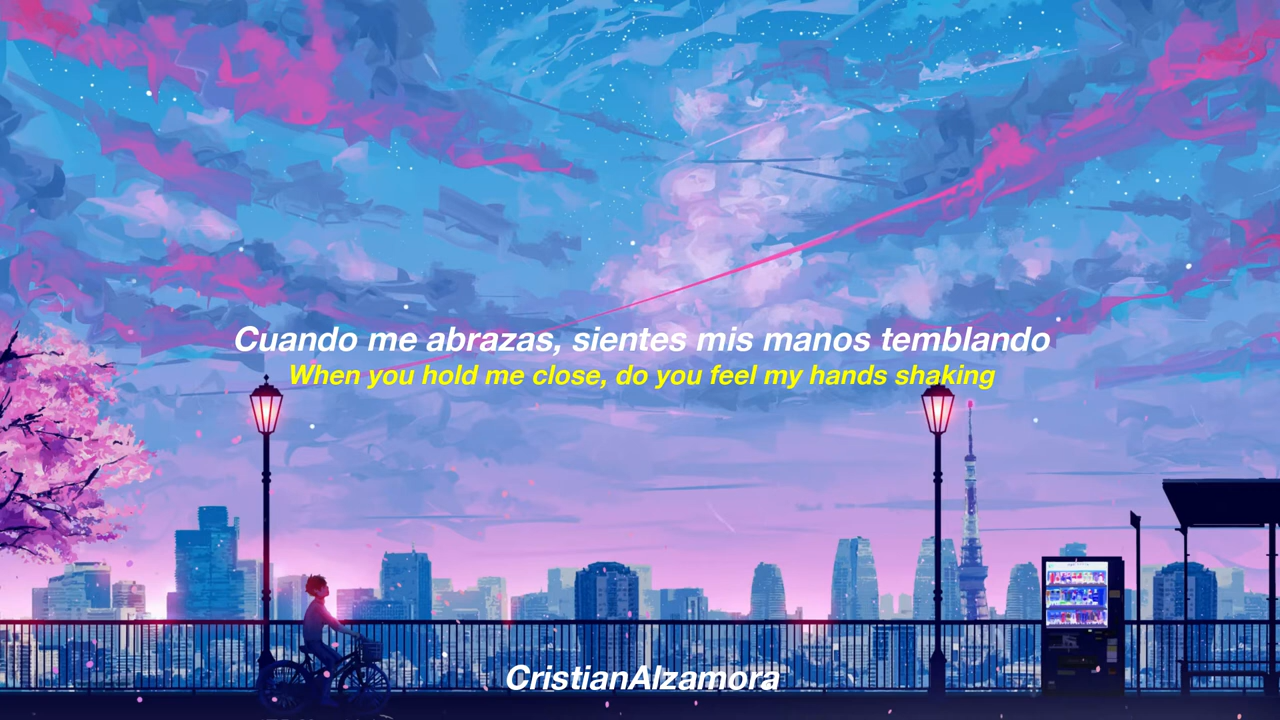 Cuando me abrazas, sientes mis manos temblando
When you hold me close, do you feel my hands shaking
CristianAlzamora